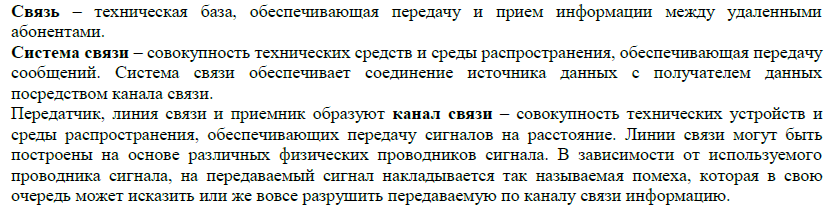 Связь – техническая база, обеспечивающая передачу и прием информации между удаленными
абонентами.
Система связи – совокупность технических средств и среды распространения, обеспечивающая передачу
сообщений. Система связи обеспечивает соединение источника данных с получателем данных
посредством канала связи.
Передатчик, линия связи и приемник образуют канал связи – совокупность технических устройств и
среды распространения, обеспечивающих передачу сигналов на расстояние. Линии связи могут быть
построены на основе различных физических проводников сигнала. В зависимости от используемого
проводника сигнала, на передаваемый сигнал накладывается так называемая помеха, которая в свою
очередь может исказить или же вовсе разрушить передаваемую по каналу связи информацию.